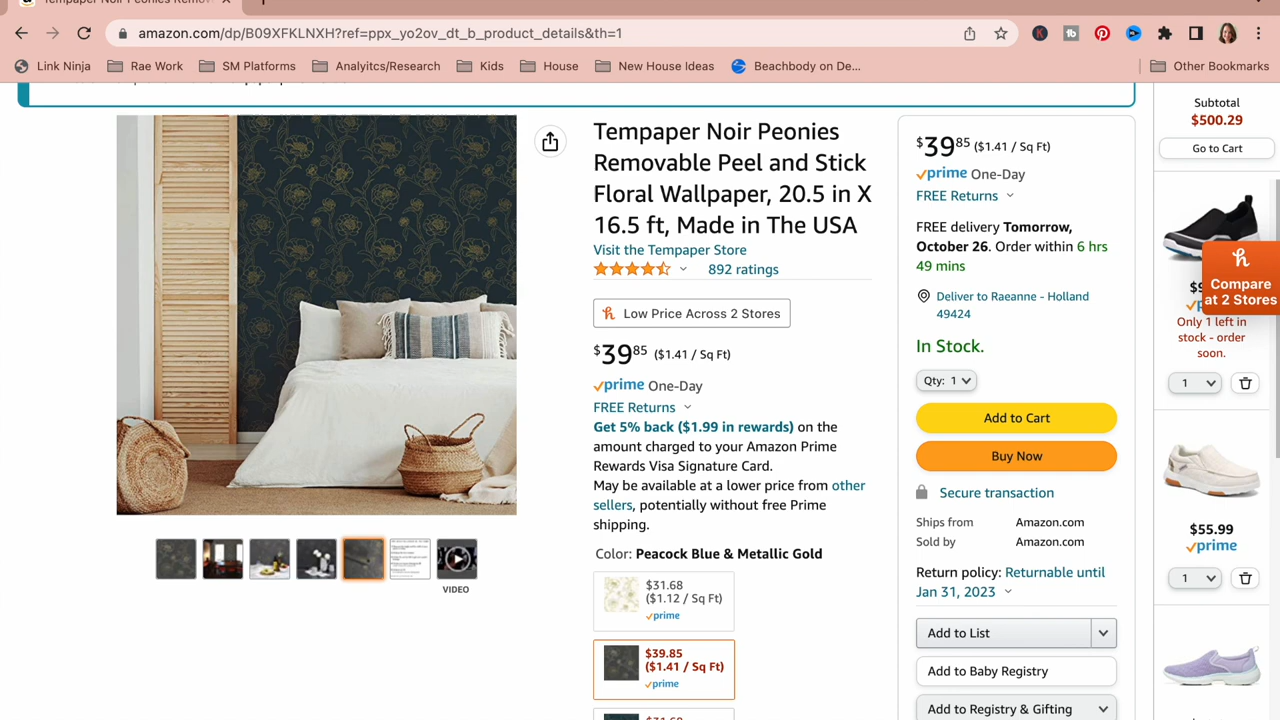 amazon.com/dp/B09XFKLNXH?ref=ppx_yo2ov_dt_b_product_details&th=1
Link Ninja
Rae Work
SM Platforms
Analyitcs/Research
Kids
House
New House Ideas
Beachbody on De...
Other Bookmarks
Tempaper Noir Peonies
Removable Peel and Stick
Floral Wallpaper, 20.5 in X
16.5 ft, Made in The USA
Visit the Tempaper Store
892 ratings
Low Price Across 2 Stores
$3985 ($1.41 / Sq Ft)
prime One-Day
FREE Returns
Get 5% back ($1.99 in rewards) on the
amount charged to your Amazon Prime
Rewards Visa Signature Card.
May be available at a lower price from other
sellers, potentially without free Prime
shipping.
Color: Peacock Blue & Metallic Gold
$31.68
($1.12 / Sq Ft)
prime
$39.85
($1.41 / Sq Ft)
prime
VIDEO
$3985 ($1.41 / Sq Ft)
prime One-Day
FREE Returns
FREE delivery Tomorrow,
October 26. Order within 6 hrs
49 mins
Deliver to Raeanne - Holland
49424
In Stock.
Qty: 1
Add to Cart
Buy Now
Secure transaction
Ships from Amazon.com
Sold by Amazon.com
Return policy: Returnable until
Jan 31, 2023
Add to List
Add to Baby Registry
Add to Registry & Gifting
Subtotal
$500.29
Go to Cart
Compare
at 2 Stores
Only 1 left in
stock - order
soon.
1
$55.99
prime
1